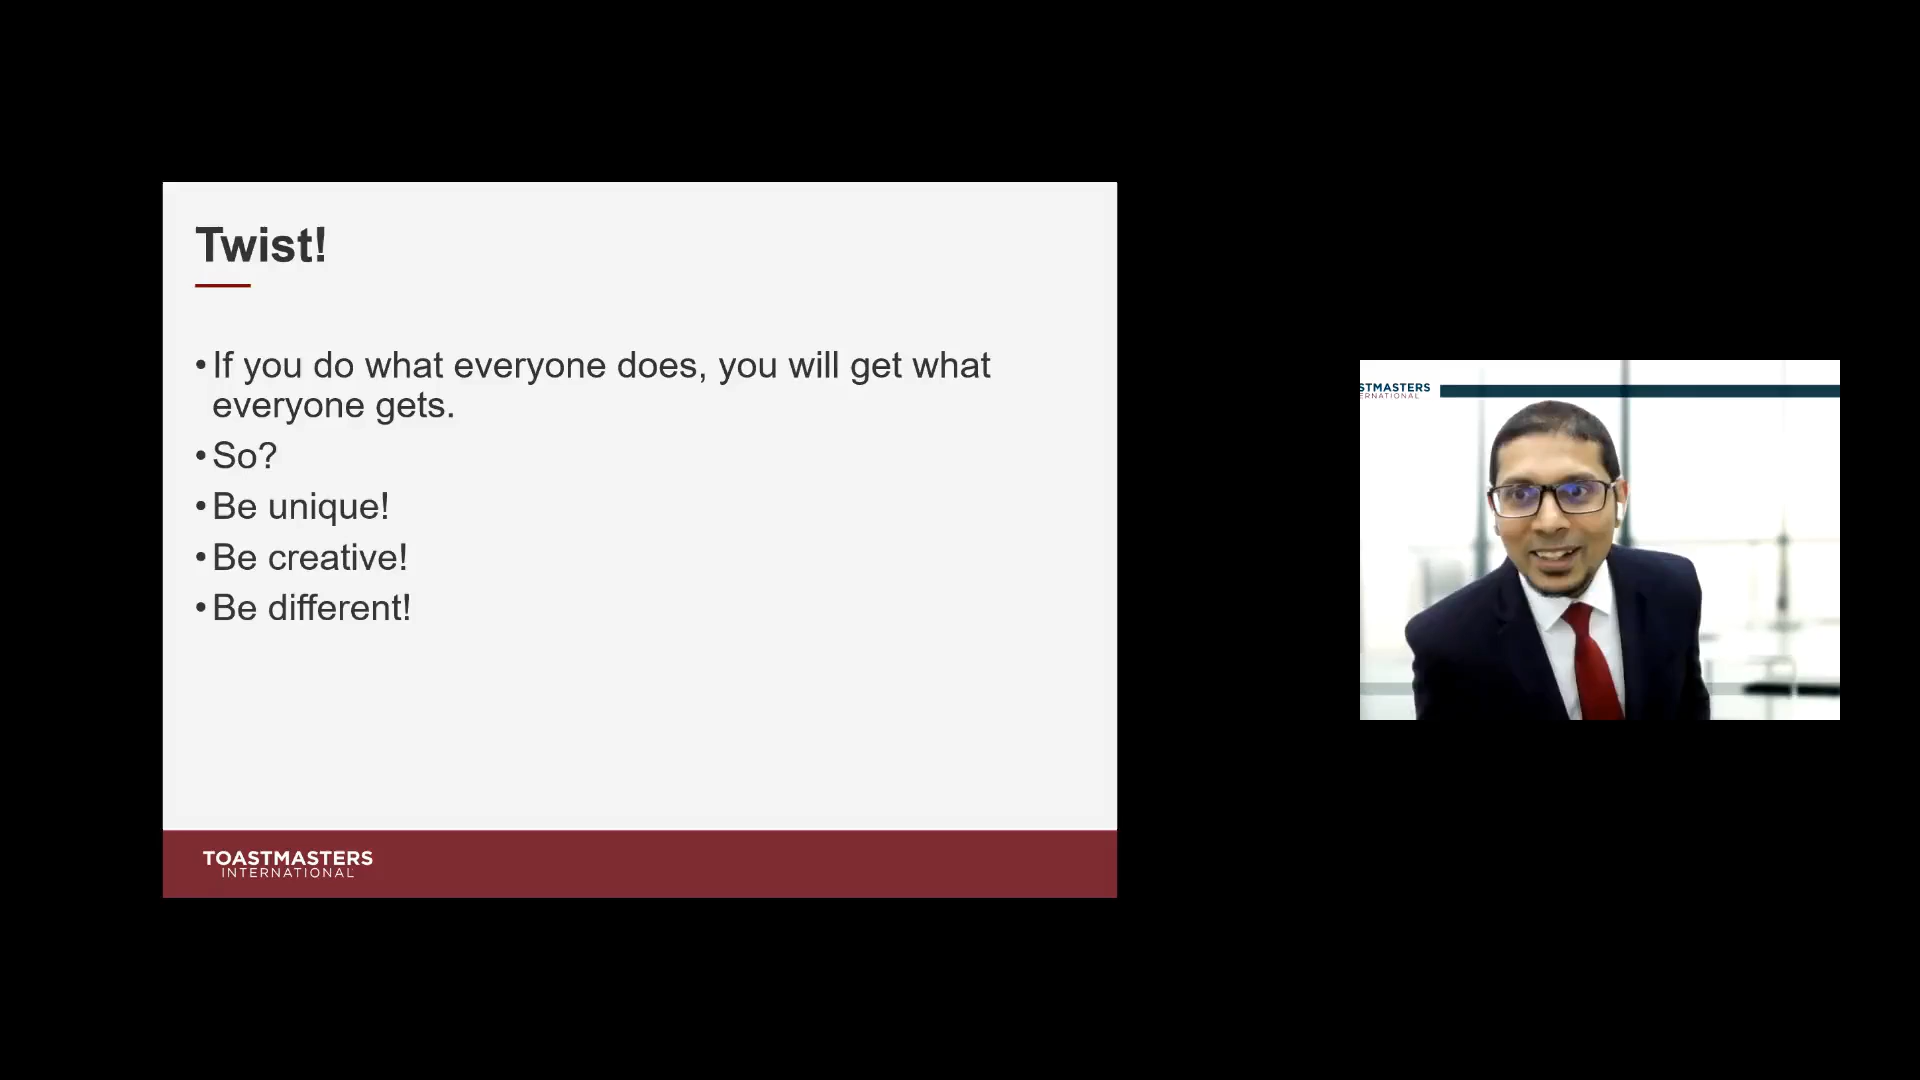 Twist!
•If you do what everyone does, you will get what
everyone gets.
•So?
•Be unique!
•Be creative!
•Be different!
TOASTMASTERS
INTERNATIONAL
STMASTERS
ERNATIONAL